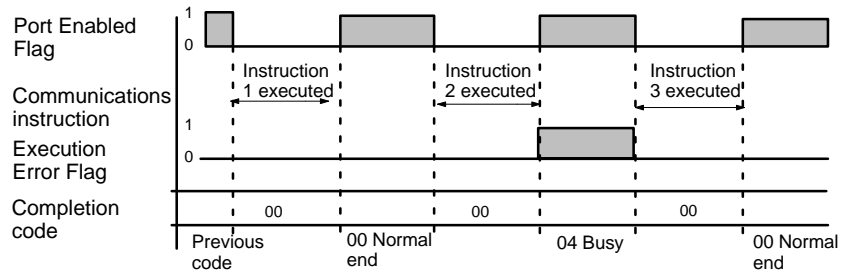 Port Enabled
Flag
1
0
Instruction
1 executed
Instruction
2 executed
Instruction
3 executed
Communications
instruction
Execution
Error Flag
1
0
Completion
code
00
00
00
Previous
code
00 Normal
end
04 Busy
00 Normal
end